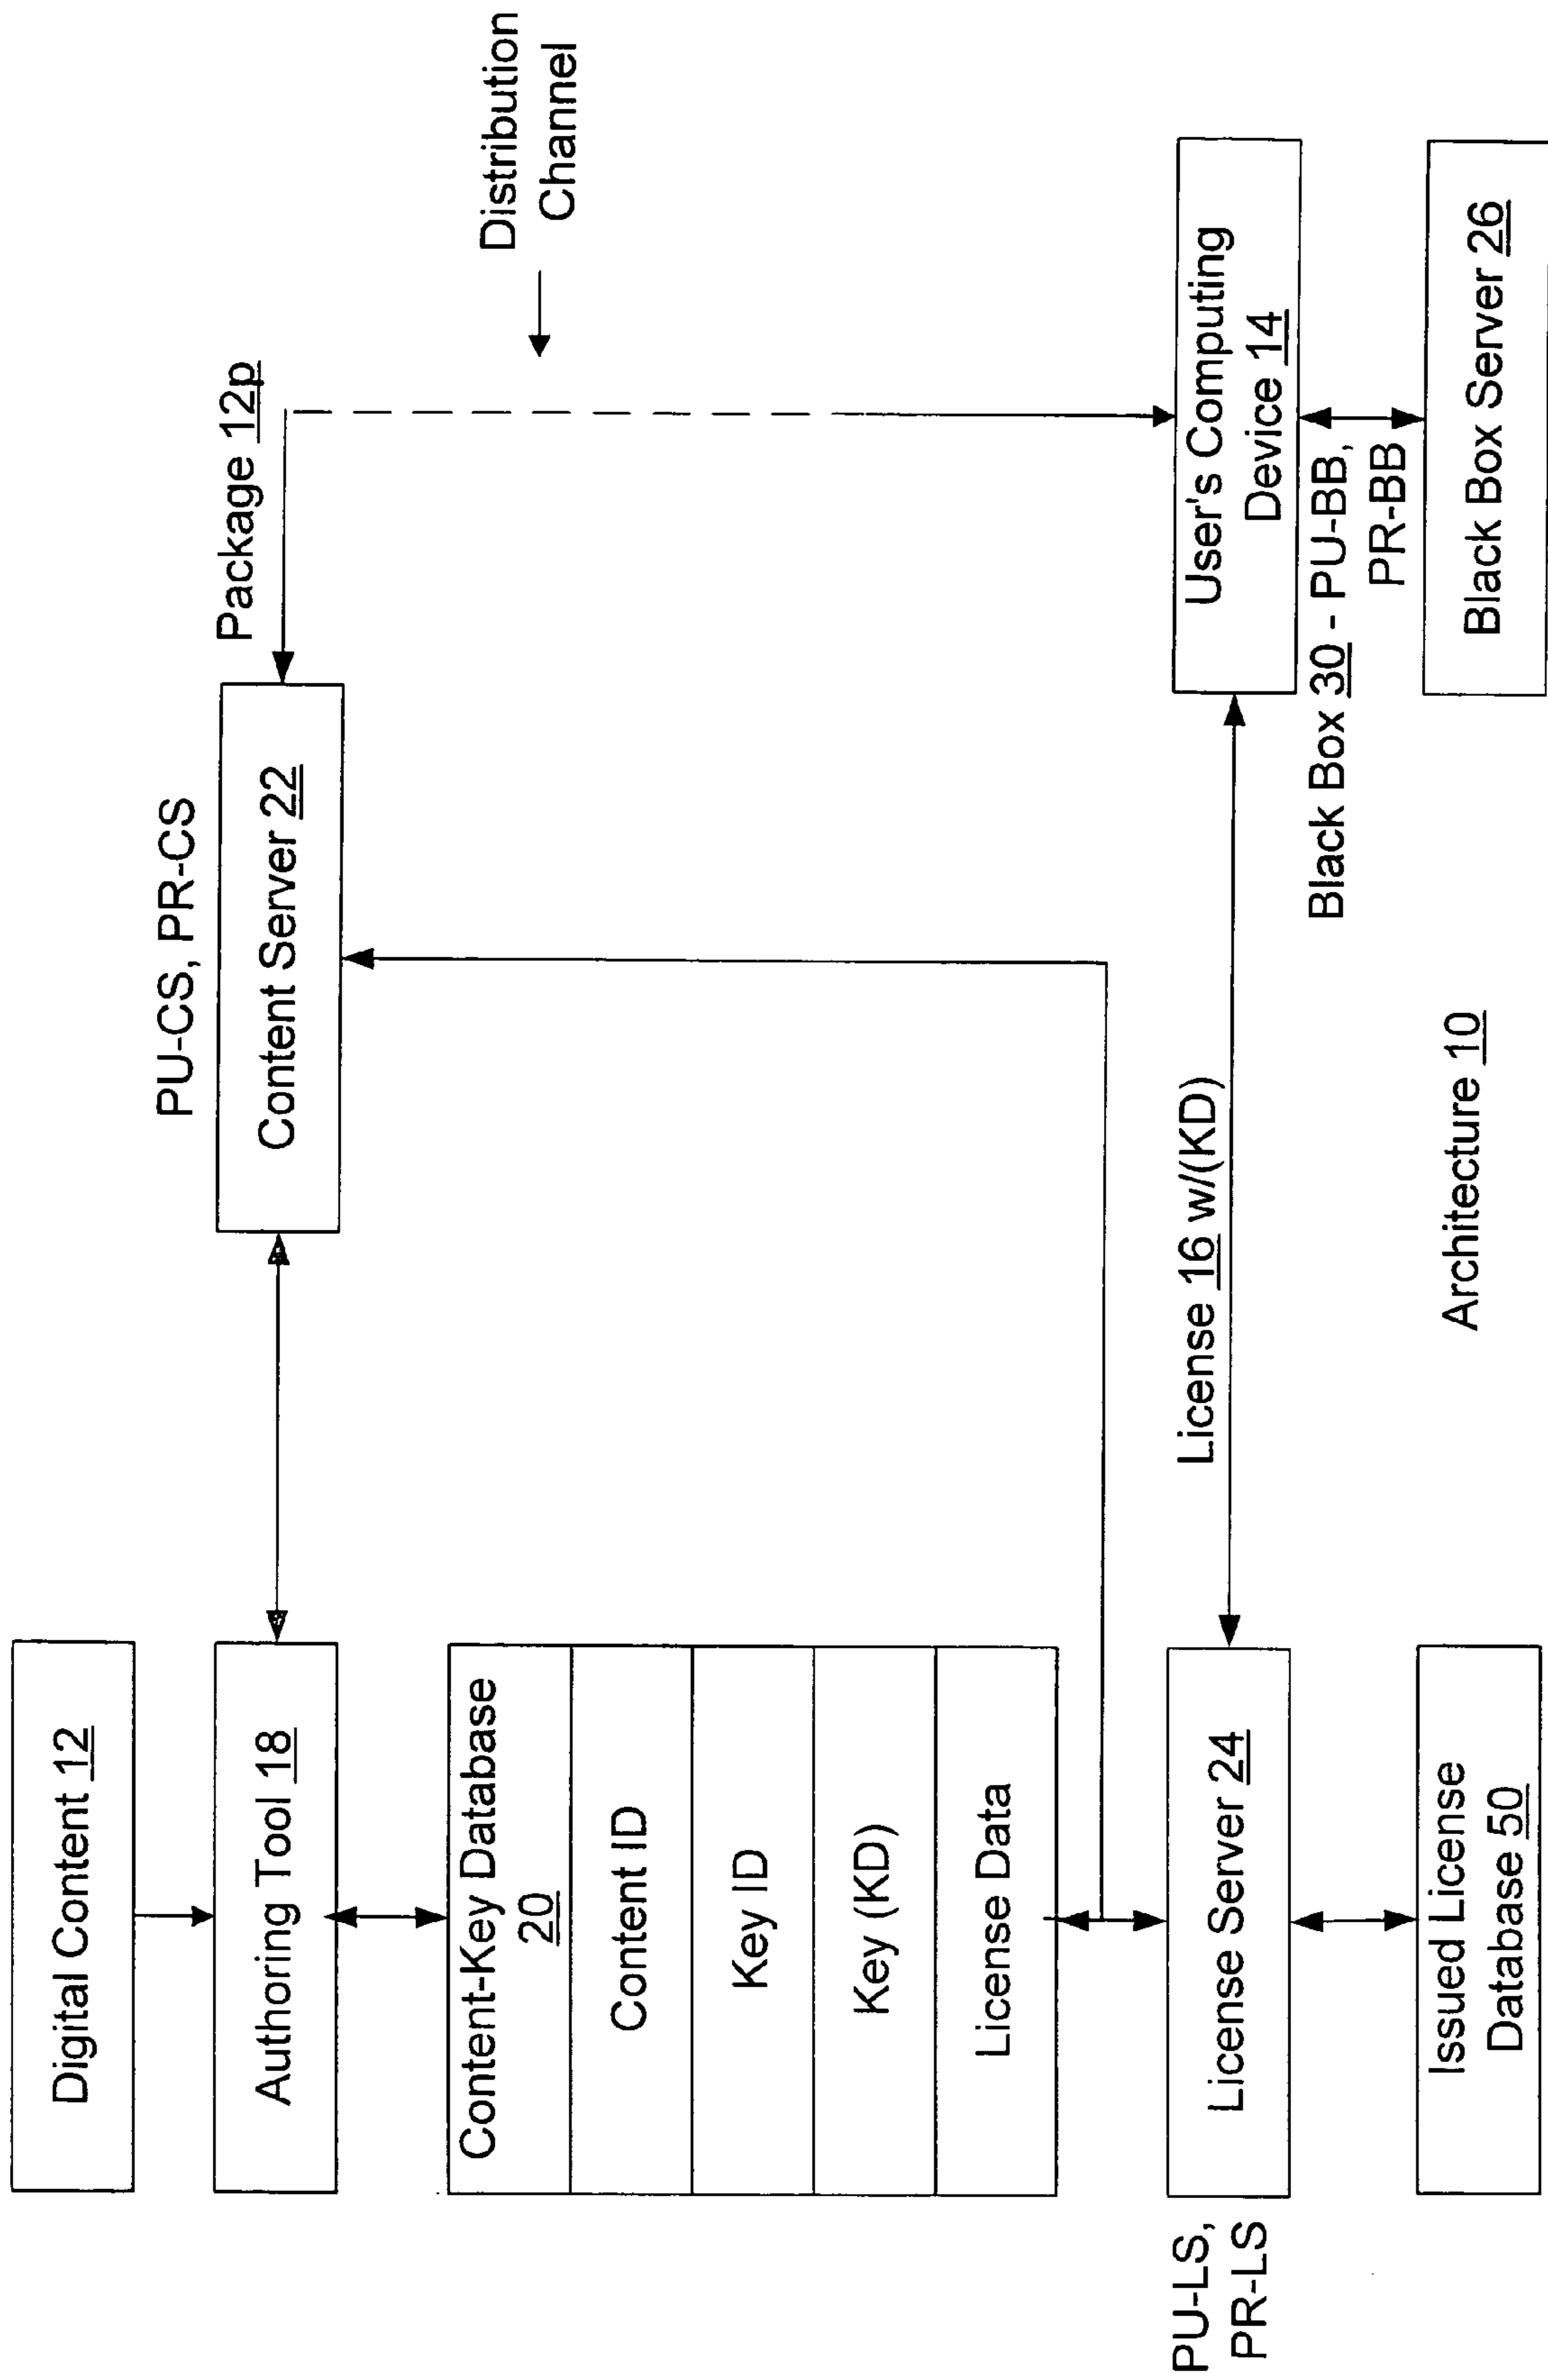 Digital Content 12
Authoring Tool 18
Content-Key Database
20
Content ID
Key ID
Key (KD)
License Data
PU-LS,
PR-LS
License Server 24
Issued License
Database 50
PU-CS, PR-CS
Content Server 22
Package 12p
Distribution
Channel
License 16 w/(KD)
User's Computing
Device 14
Black Box 30 - PU-BB,
PR-BB
Black Box Server 26
Architecture 10